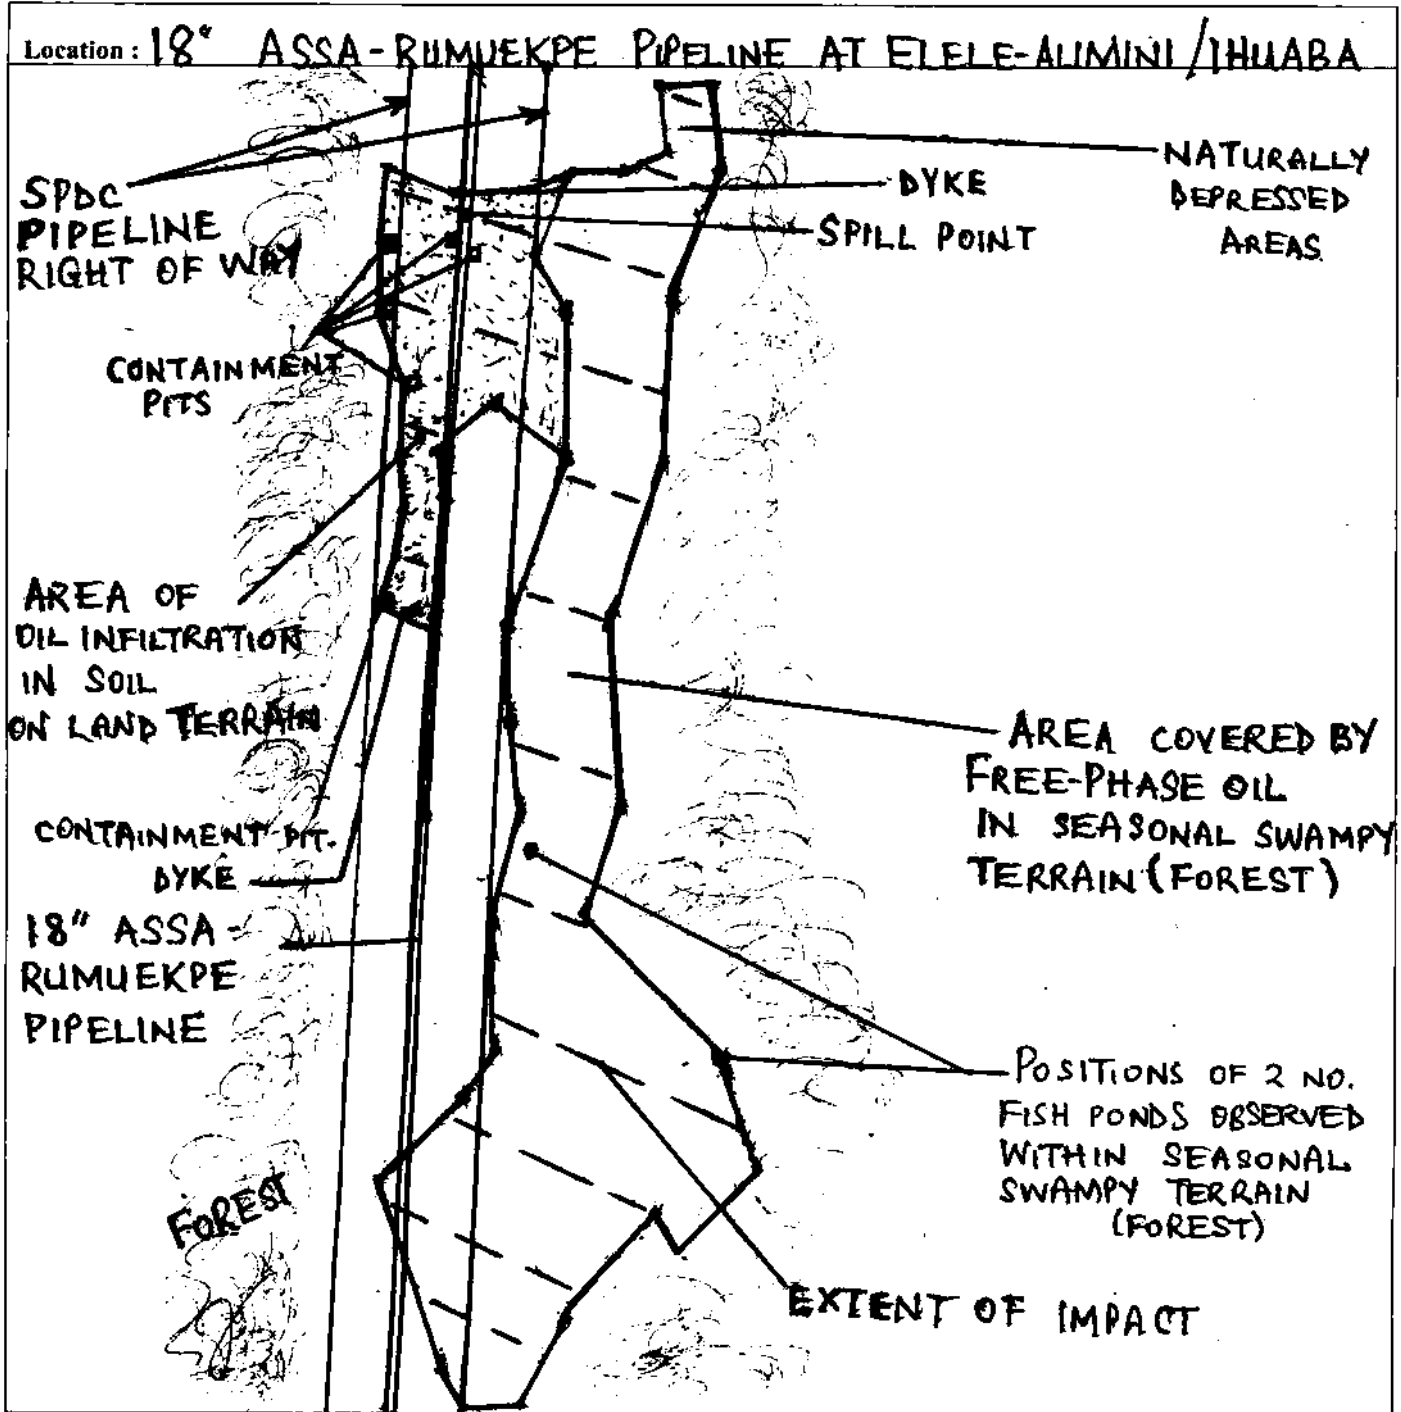 Location: 18" ASSA-RUMUEKPE PIPELINE AT ELELE-ALIMINI/IHUABA
NATURALLY
DEPRESSED
AREAS
DYKE
SPILL POINT
SPDC
PIPELINE
RIGHT OF WAY
CONTAINMENT
PITS
AREA OF
OIL INFILTRATION
IN SOIL
ON LAND TERRAIN
AREA COVERED BY
FREE-PHASE OIL
IN SEASONAL SWAMPY
TERRAIN (FOREST)
CONTAINMENT PIT.
DYKE
18" ASSA-
RUMUEKPE
PIPELINE
POSITIONS OF 2 NO.
FISH PONDS OBSERVED
WITHIN SEASONAL
SWAMPY TERRAIN
(FOREST)
FOREST
EXTENT OF IMPACT